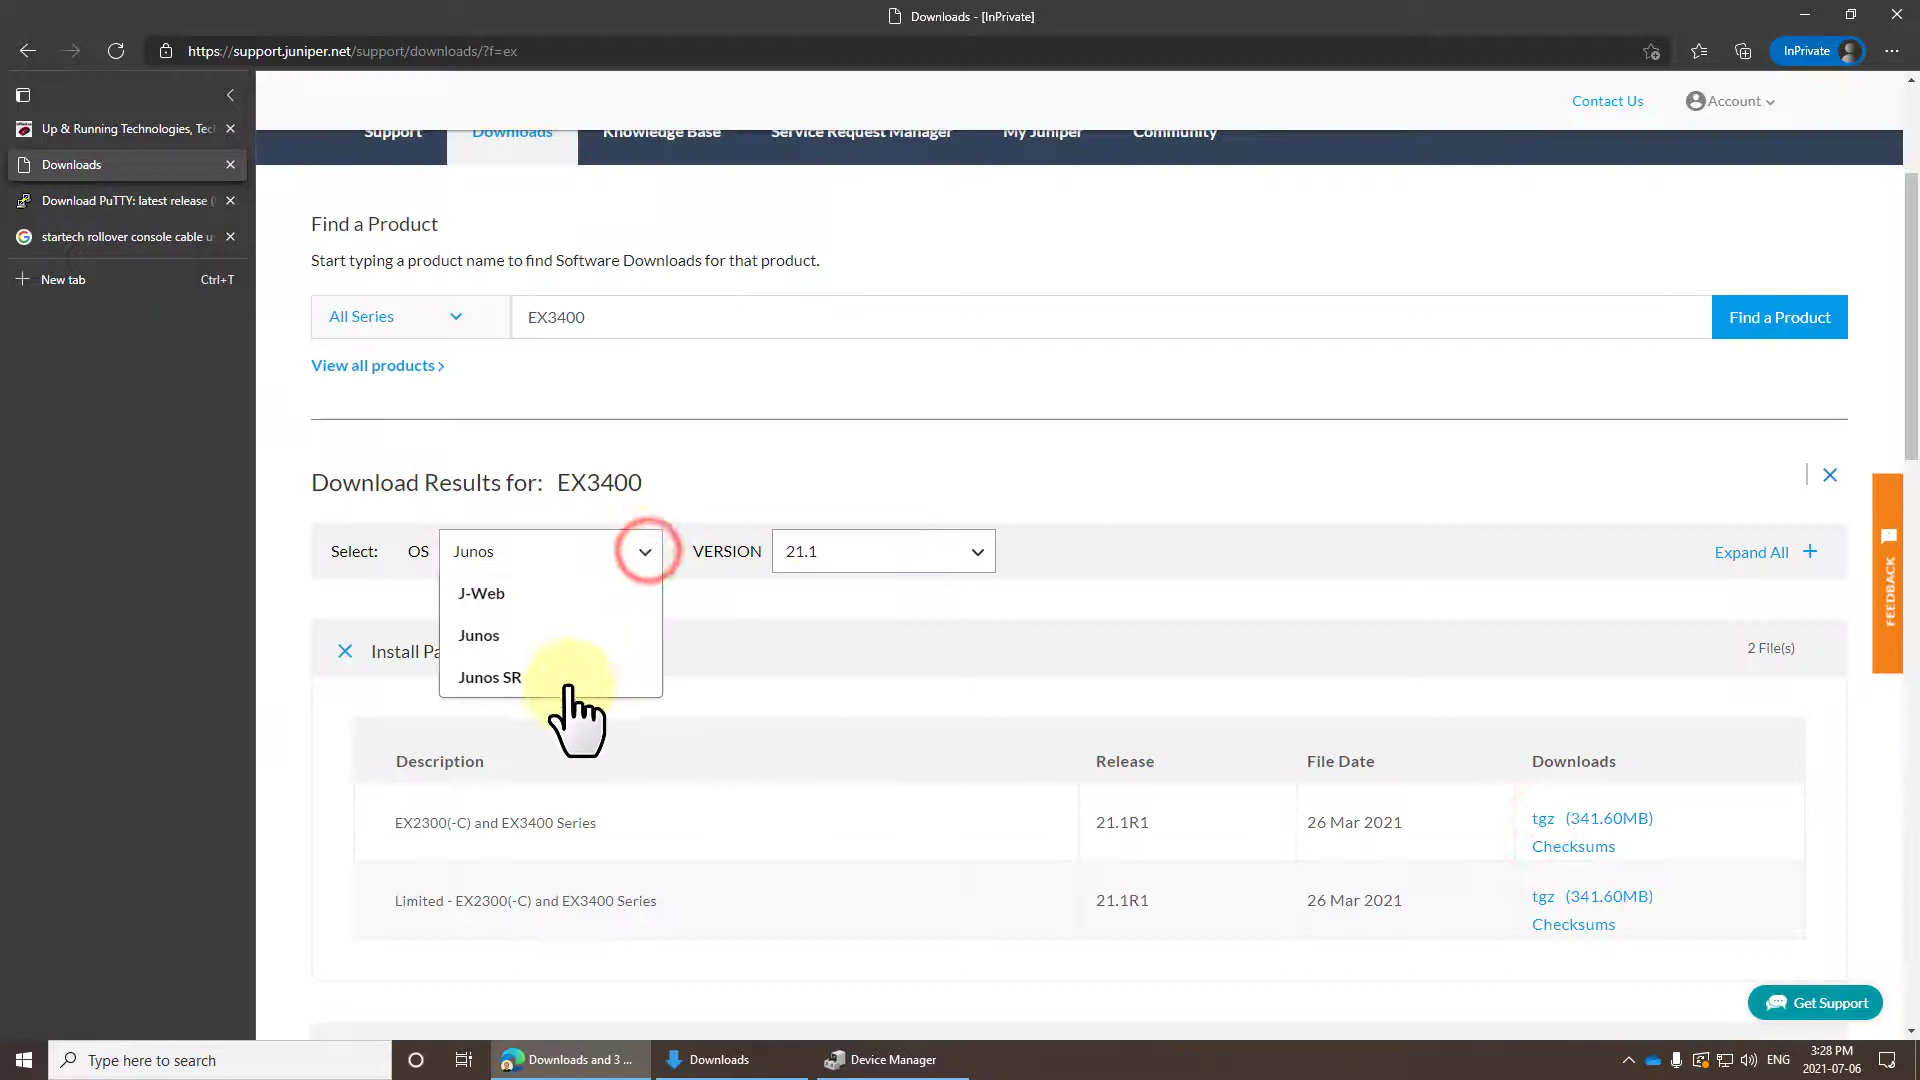 Downloads - [InPrivate]
https://support.juniper.net/support/downloads/?f=ex
InPrivate
Up & Running Technologies, Tec
Downloads
Download PuTTY: latest release (
startech rollover console cable u
New tab
Ctrl+T
Contact Us
Account
Support
Downloads
Knowledge Base
Service Request Manager
My Juniper
Community
Find a Product
Start typing a product name to find Software Downloads for that product.
All Series
EX3400
Find a Product
View all products
Download Results for: EX3400
Select: OS Junos VERSION 21.1
Expand All +
J-Web
Junos
Junos SR
Install Pa
2 File(s)
Description Release File Date Downloads
EX2300(-C) and EX3400 Series 21.1R1 26 Mar 2021 tgz (341.60MB)
Checksums
Limited - EX2300(-C) and EX3400 Series 21.1R1 26 Mar 2021 tgz (341.60MB)
Checksums
FEEDBACK
Get Support
Type here to search
Downloads and 3 ...
Downloads
Device Manager
ENG
3:28 PM
2021-07-06